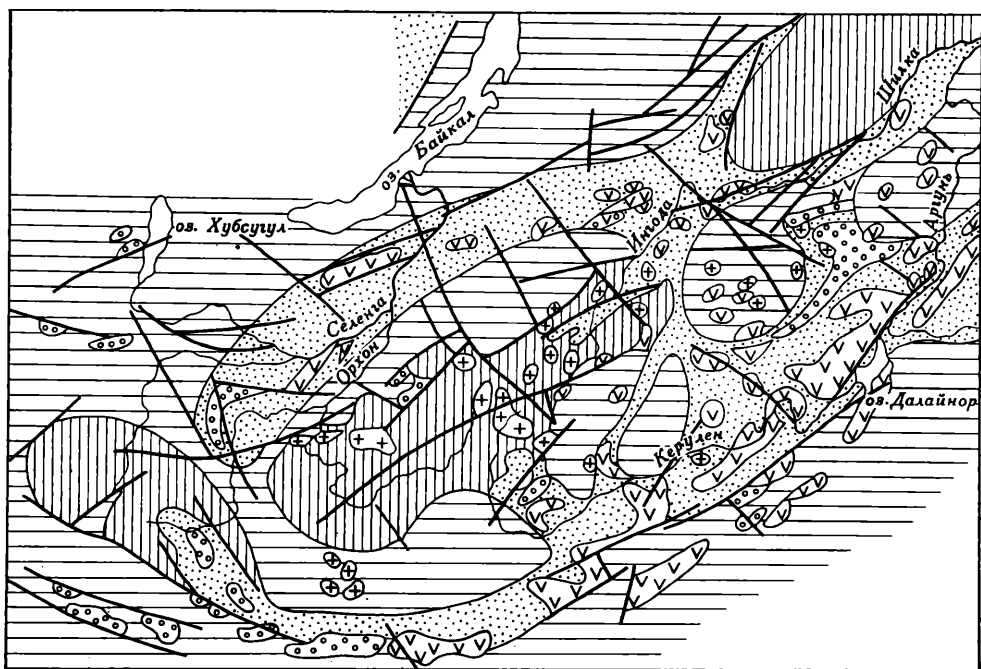 Шилка
оз. Байкал
Аргунь
оз. Хубсугул
Ингода
Селенга
Орхон
оз. Далайнор
Керулен